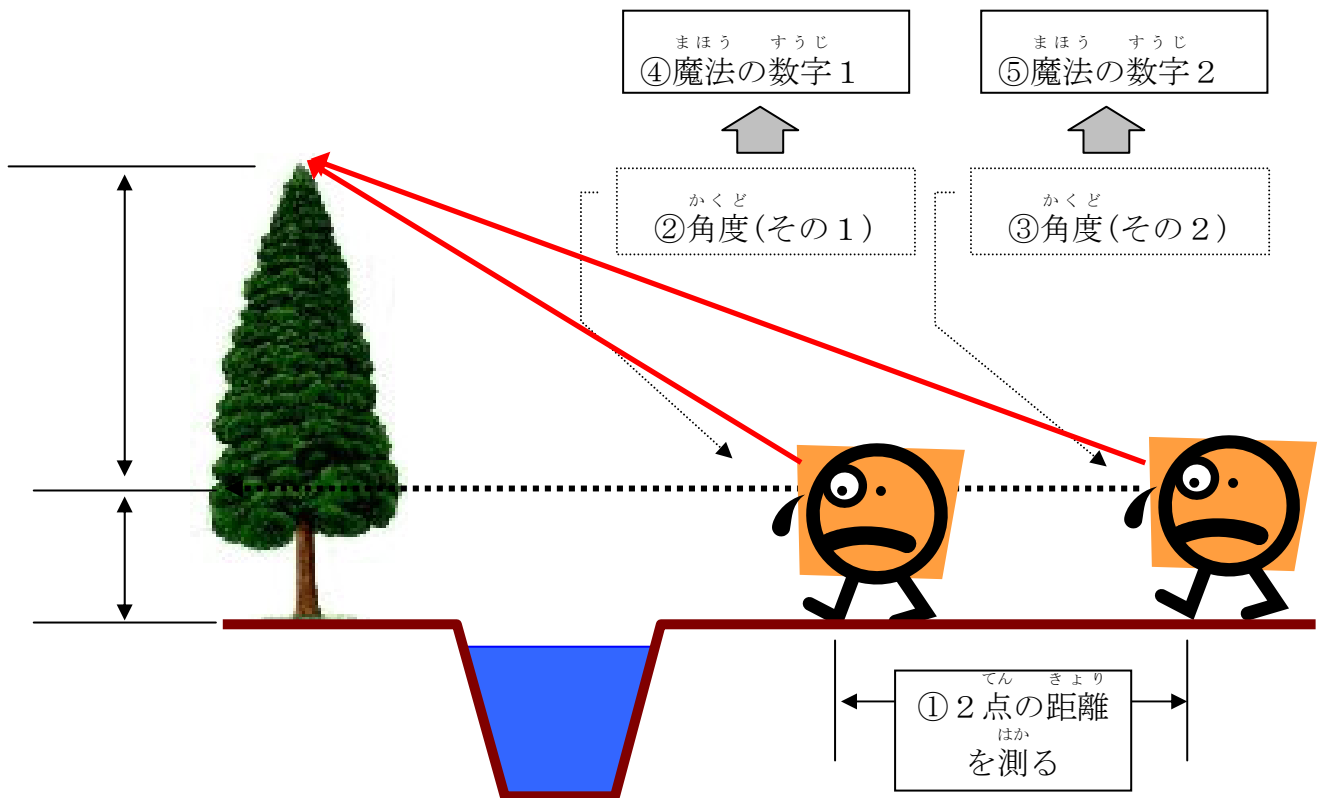 まほう すうじ
④魔法の数字１
まほう すうじ
⑤魔法の数字２
かくど
②角度(その１)
かくど
③角度(その２)
てん きょり
①２点の距離
はか
を測る